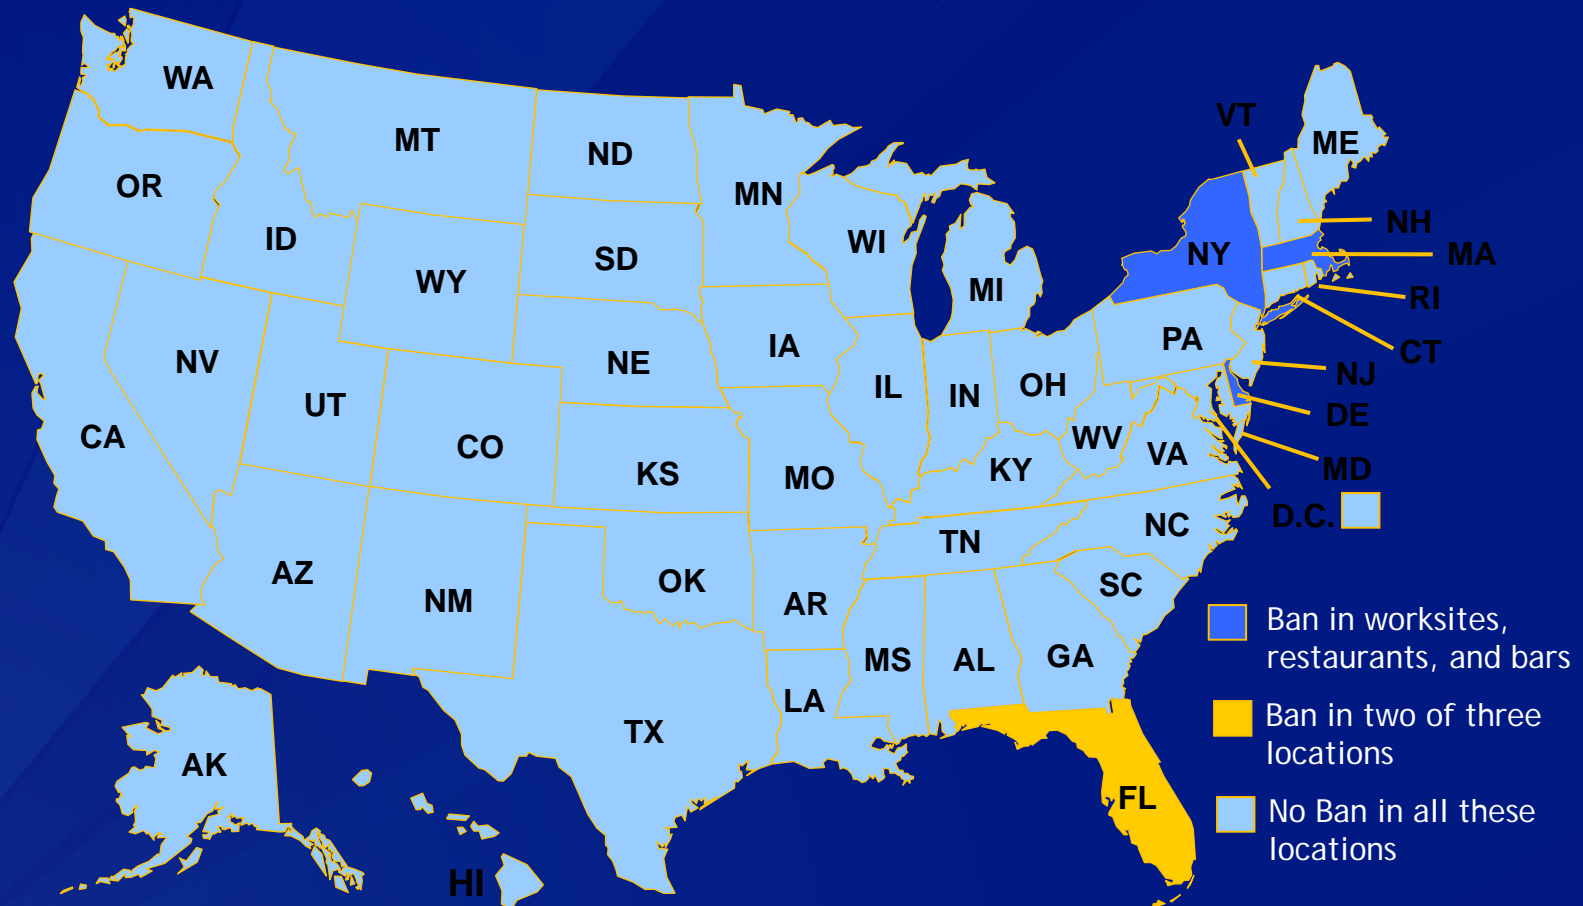 WA
MT
ND
MN
VT
ME
OR
ID
WY
SD
WI
MI
NY
NH
MA
RI
CT
NV
UT
CO
NE
IA
IL
IN
OH
PA
NJ
DE
CA
KS
MO
KY
WV
VA
MD
D.C.
AZ
NM
OK
AR
TN
NC
SC
MS
AL
GA
LA
TX
FL
AK
HI
Ban in worksites,
restaurants, and bars
Ban in two of three
locations
No Ban in all these
locations